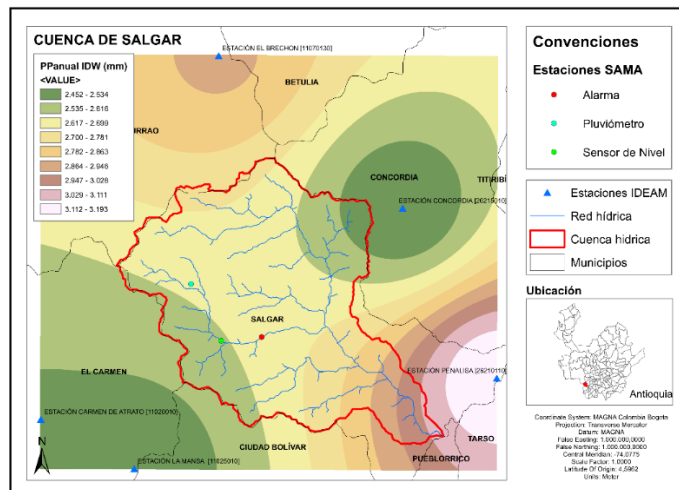 CUENCA DE SALGAR
PPanual IDW (mm)
<VALUE>
2.452 - 2.534
2.535 - 2.616
2.617 - 2.699
2.700 - 2.781
2.782 - 2.863
2.864 - 2.946
2.947 - 3.028
3.029 - 3.111
3.112 - 3.193
ESTACIÓN EL BRECHON [11070130]
BETULIA
URRAO
CONCORDIA
TITIRIBÍ
ESTACIÓN CONCORDIA [26215010]
SALGAR
EL CARMEN
ESTACIÓN PEÑALISA [26210110]
ESTACIÓN CARMEN DE ATRATO [11020010]
N
CIUDAD BOLÍVAR
TARSO
ESTACIÓN LA MANSA [11025010]
PUEBLORRICO
Convenciones
Estaciones SAMA
Alarma
Pluviómetro
Sensor de Nivel
Estaciones IDEAM
Red hídrica
Cuenca hidrica
Municipios
Ubicación
Antioquia
Coordinate System: MAGNA Colombia Bogota
Projection: Transverse Mercator
Datum: MAGNA
False Easting: 1.000.000,0000
False Northing: 1.000.000,0000
Central Meridian: -74,0775
Scale Factor: 1,0000
Latitude Of Origin: 4,5962
Units: Meter